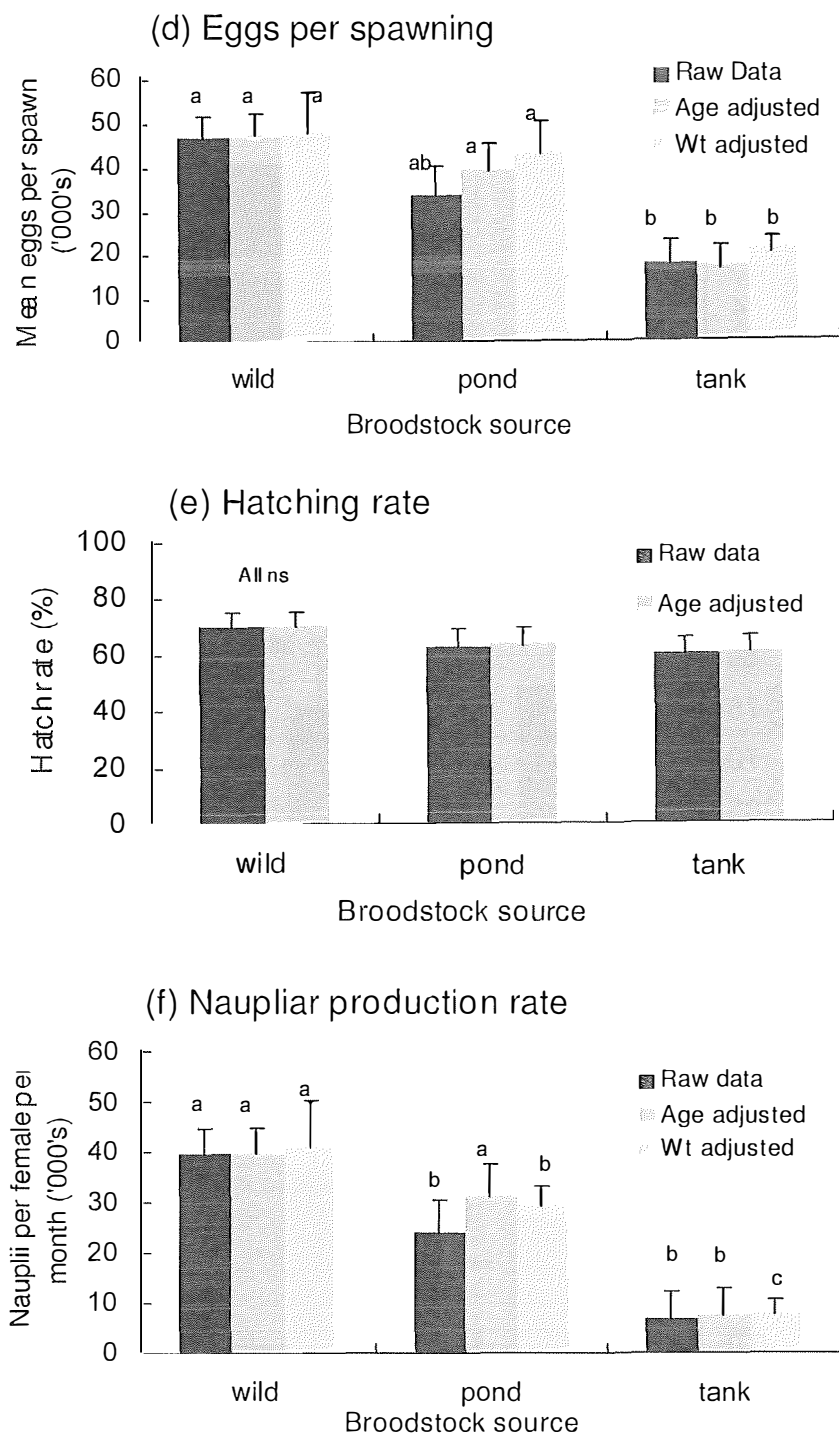 (d) Eggs per spawning
Mean eggs per spawn
('000's)
60
50
40
30
20
10
0
a a a
ab a a
b b b
Raw Data
Age adjusted
Wt adjusted
wild pond tank
Broodstock source
(e) Hatching rate
Hatch rate (%)
100
80
60
40
20
0
All ns
Raw data
Age adjusted
wild pond tank
Broodstock source
(f) Naupliar production rate
Nauplii per female per
month ('000's)
60
50
40
30
20
10
0
a a a
b a b
b b c
Raw data
Age adjusted
Wt adjusted
wild pond tank
Broodstock source